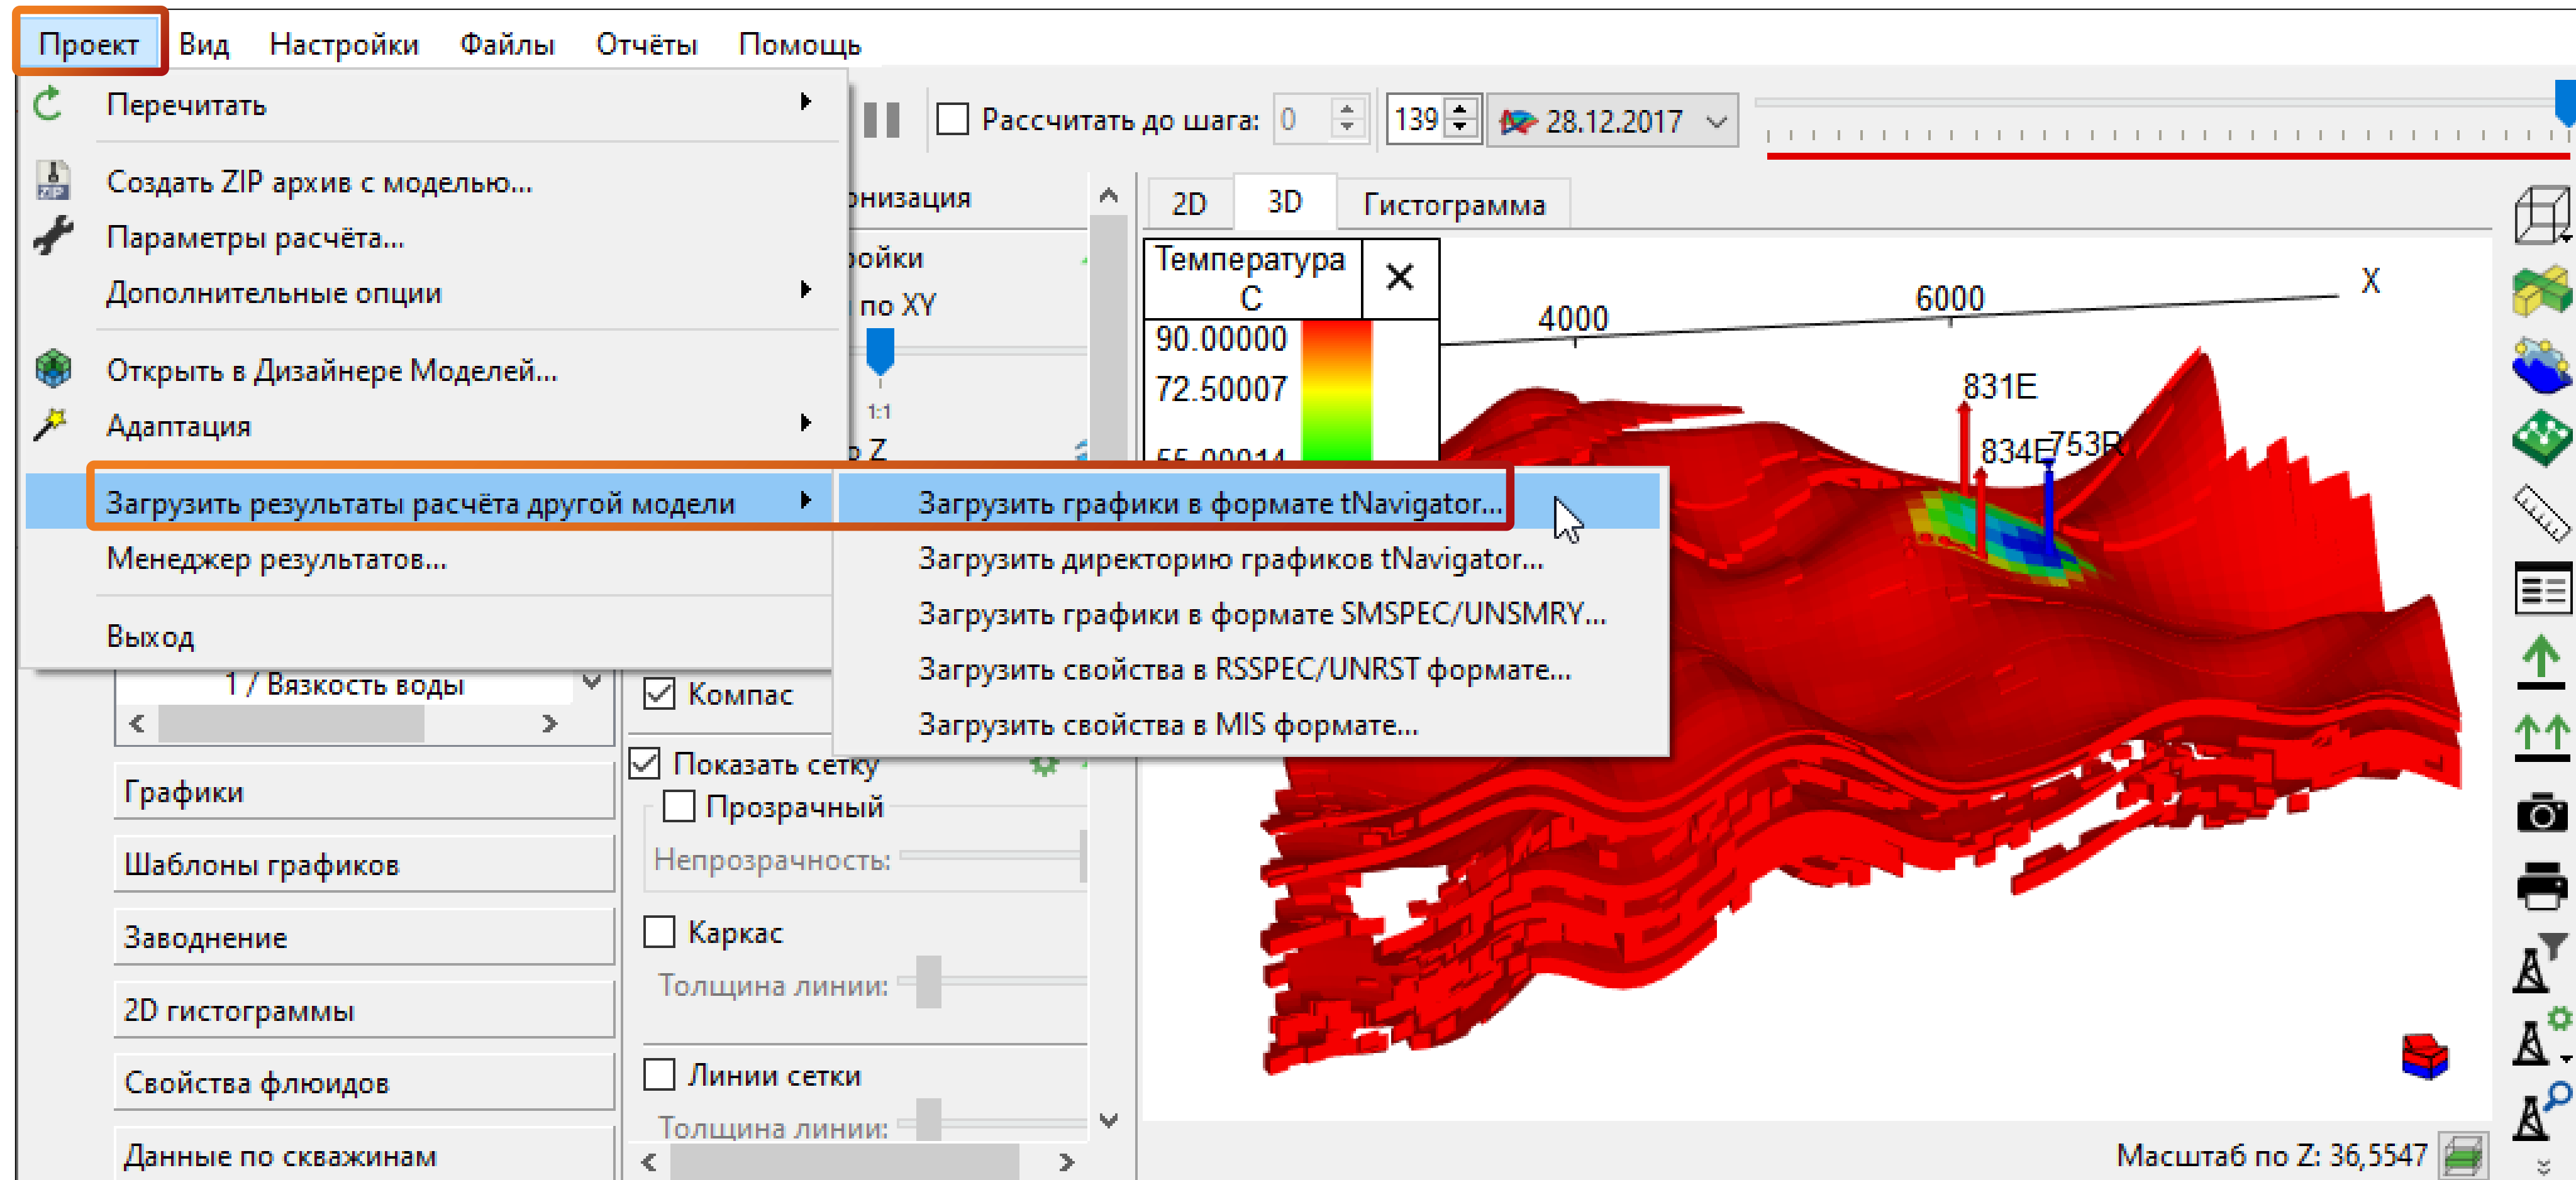 Проект Вид Настройки Файлы Отчёты Помощь
Перечитать
Создать ZIP архив с моделью...
Параметры расчёта...
Дополнительные опции
Открыть в Дизайнере Моделей...
Адаптация
Загрузить результаты расчёта другой модели
Менеджер результатов...
Выход
Загрузить графики в формате tNavigator...
Загрузить директорию графиков tNavigator...
Загрузить графики в формате SMSPEC/UNSMRY...
Загрузить свойства в RSSPEC/UNRST формате...
Загрузить свойства в MIS формате...
Рассчитать до шага: 0 139 28.12.2017
2D 3D Гистограмма
по XY
1:1
Z
Температура
C
90.00000
72.50007
4000
6000
X
831E
834E
753R
1 / Вязкость воды
Графики
Шаблоны графиков
Заводнение
2D гистограммы
Свойства флюидов
Данные по скважинам
Компас
Показать сетку
Прозрачный
Непрозрачность:
Каркас
Толщина линии:
Линии сетки
Толщина линии:
Масштаб по Z: 36,5547